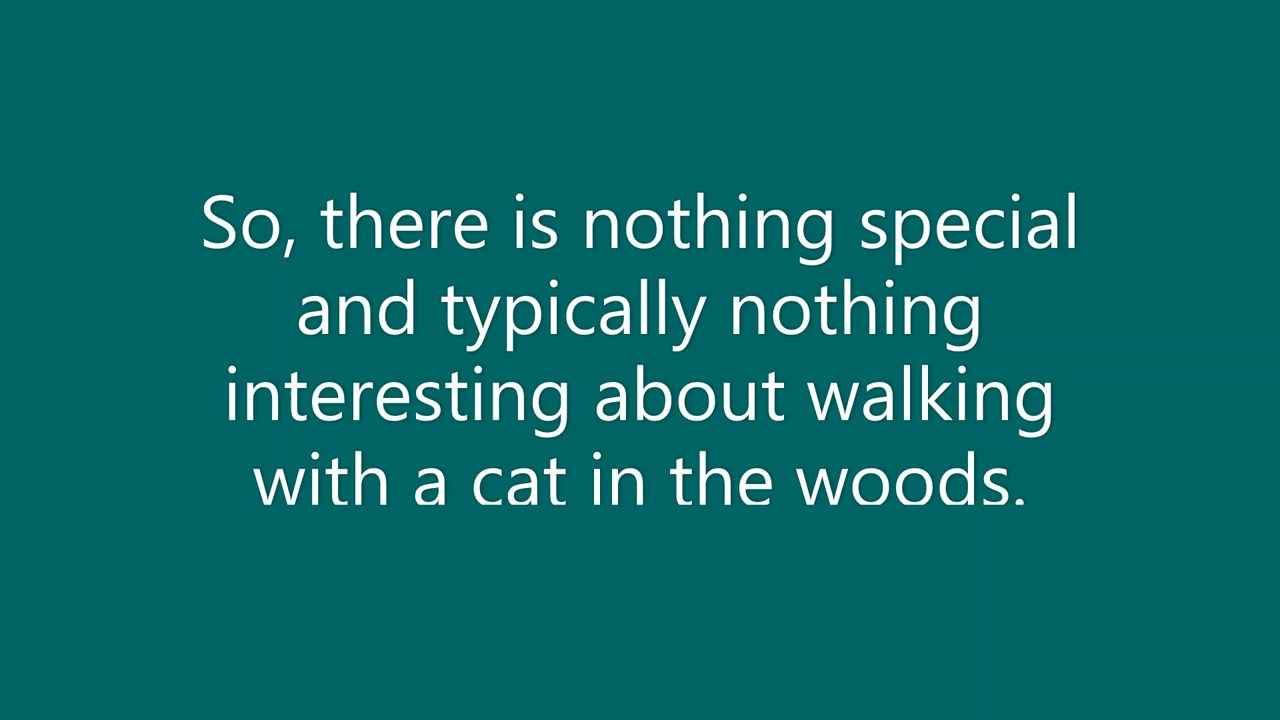 So, there is nothing special
and typically nothing
interesting about walking
with a cat in the woods.